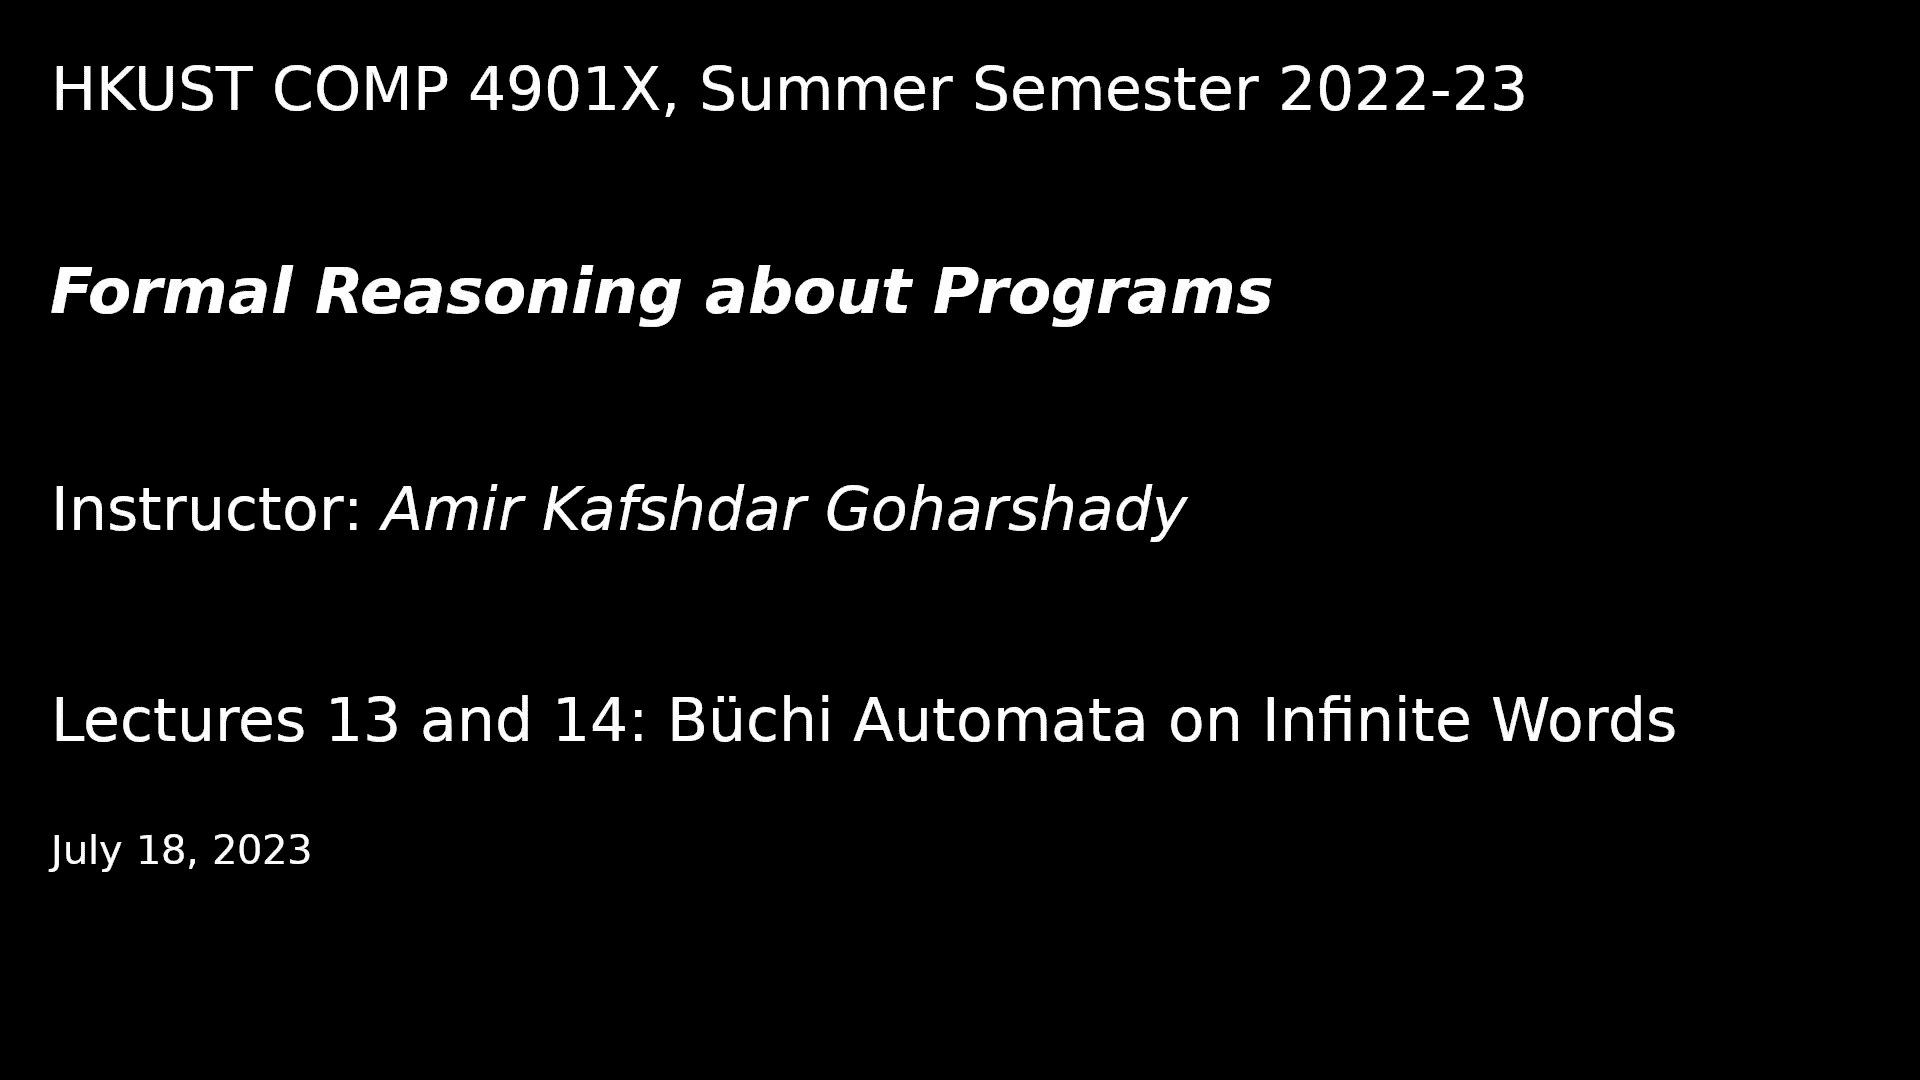 HKUST COMP 4901X, Summer Semester 2022-23
Formal Reasoning about Programs
Instructor: Amir Kafshdar Goharshady
Lectures 13 and 14: Büchi Automata on Infinite Words
July 18, 2023